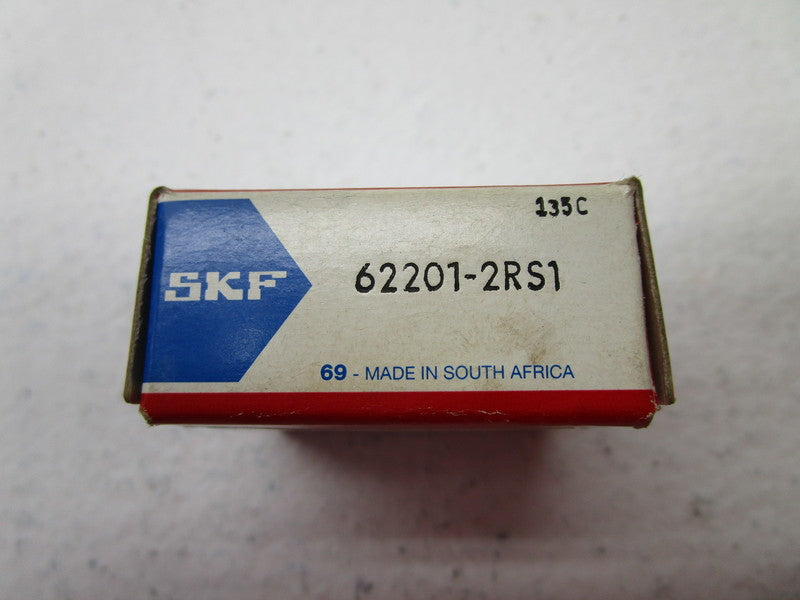 135C
SKF
62201-2RS1
69 - MADE IN SOUTH AFRICA